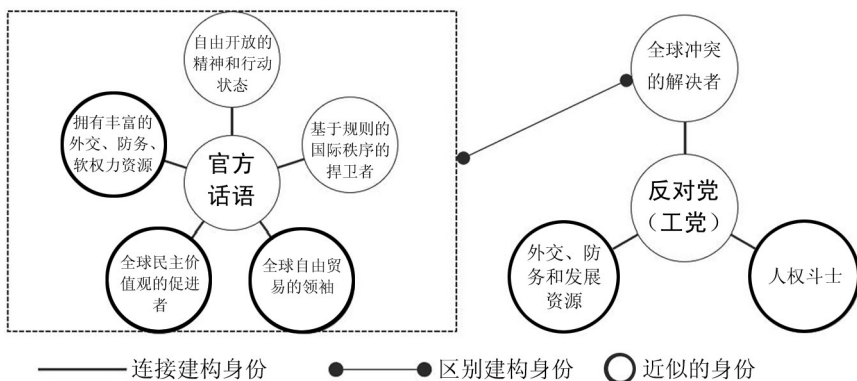 自由开放的
精神和行动
状态
拥有丰富的
外交、防务、
软权力资源
官方
话语
基于规则的
国际秩序的
捍卫者
全球民主价
值观的促进
者
全球自由贸
易的领袖
全球冲突
的解决者
反对党
（工党）
外交、防
务和发展
资源
人权斗士
连接建构身份
区别建构身份
近似的身份